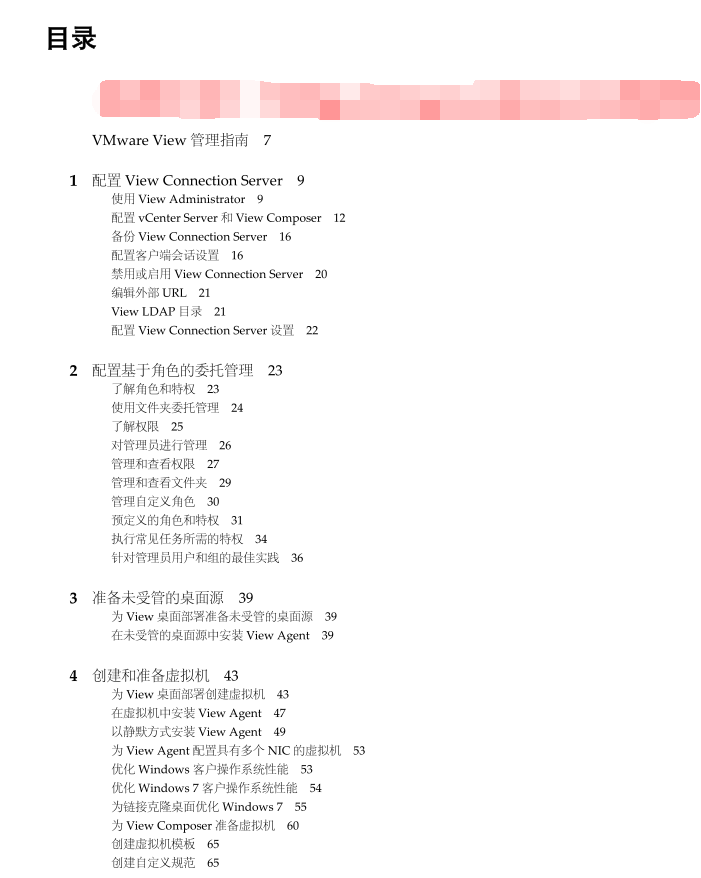 目录
VMware View 管理指南 7
1 配置 View Connection Server 9
使用 View Administrator 9
配置 vCenter Server 和 View Composer 12
备份 View Connection Server 16
配置客户端会话设置 16
禁用或启用 View Connection Server 20
编辑外部 URL 21
View LDAP 目录 21
配置 View Connection Server 设置 22
2 配置基于角色的委托管理 23
了解角色和特权 23
使用文件夹委托管理 24
了解权限 25
对管理员进行管理 26
管理和查看权限 27
管理和查看文件夹 29
管理自定义角色 30
预定义的角色和特权 31
执行常见任务所需的特权 34
针对管理员用户和组的最佳实践 36
3 准备未受管的桌面源 39
为 View 桌面部署准备未受管的桌面源 39
在未受管的桌面源中安装 View Agent 39
4 创建和准备虚拟机 43
为 View 桌面部署创建虚拟机 43
在虚拟机中安装 View Agent 47
以静默方式安装 View Agent 49
为 View Agent 配置具有多个 NIC 的虚拟机 53
优化 Windows 客户操作系统性能 53
优化 Windows 7 客户操作系统性能 54
为链接克隆桌面优化 Windows 7 55
为 View Composer 准备虚拟机 60
创建虚拟机模板 65
创建自定义规范 65